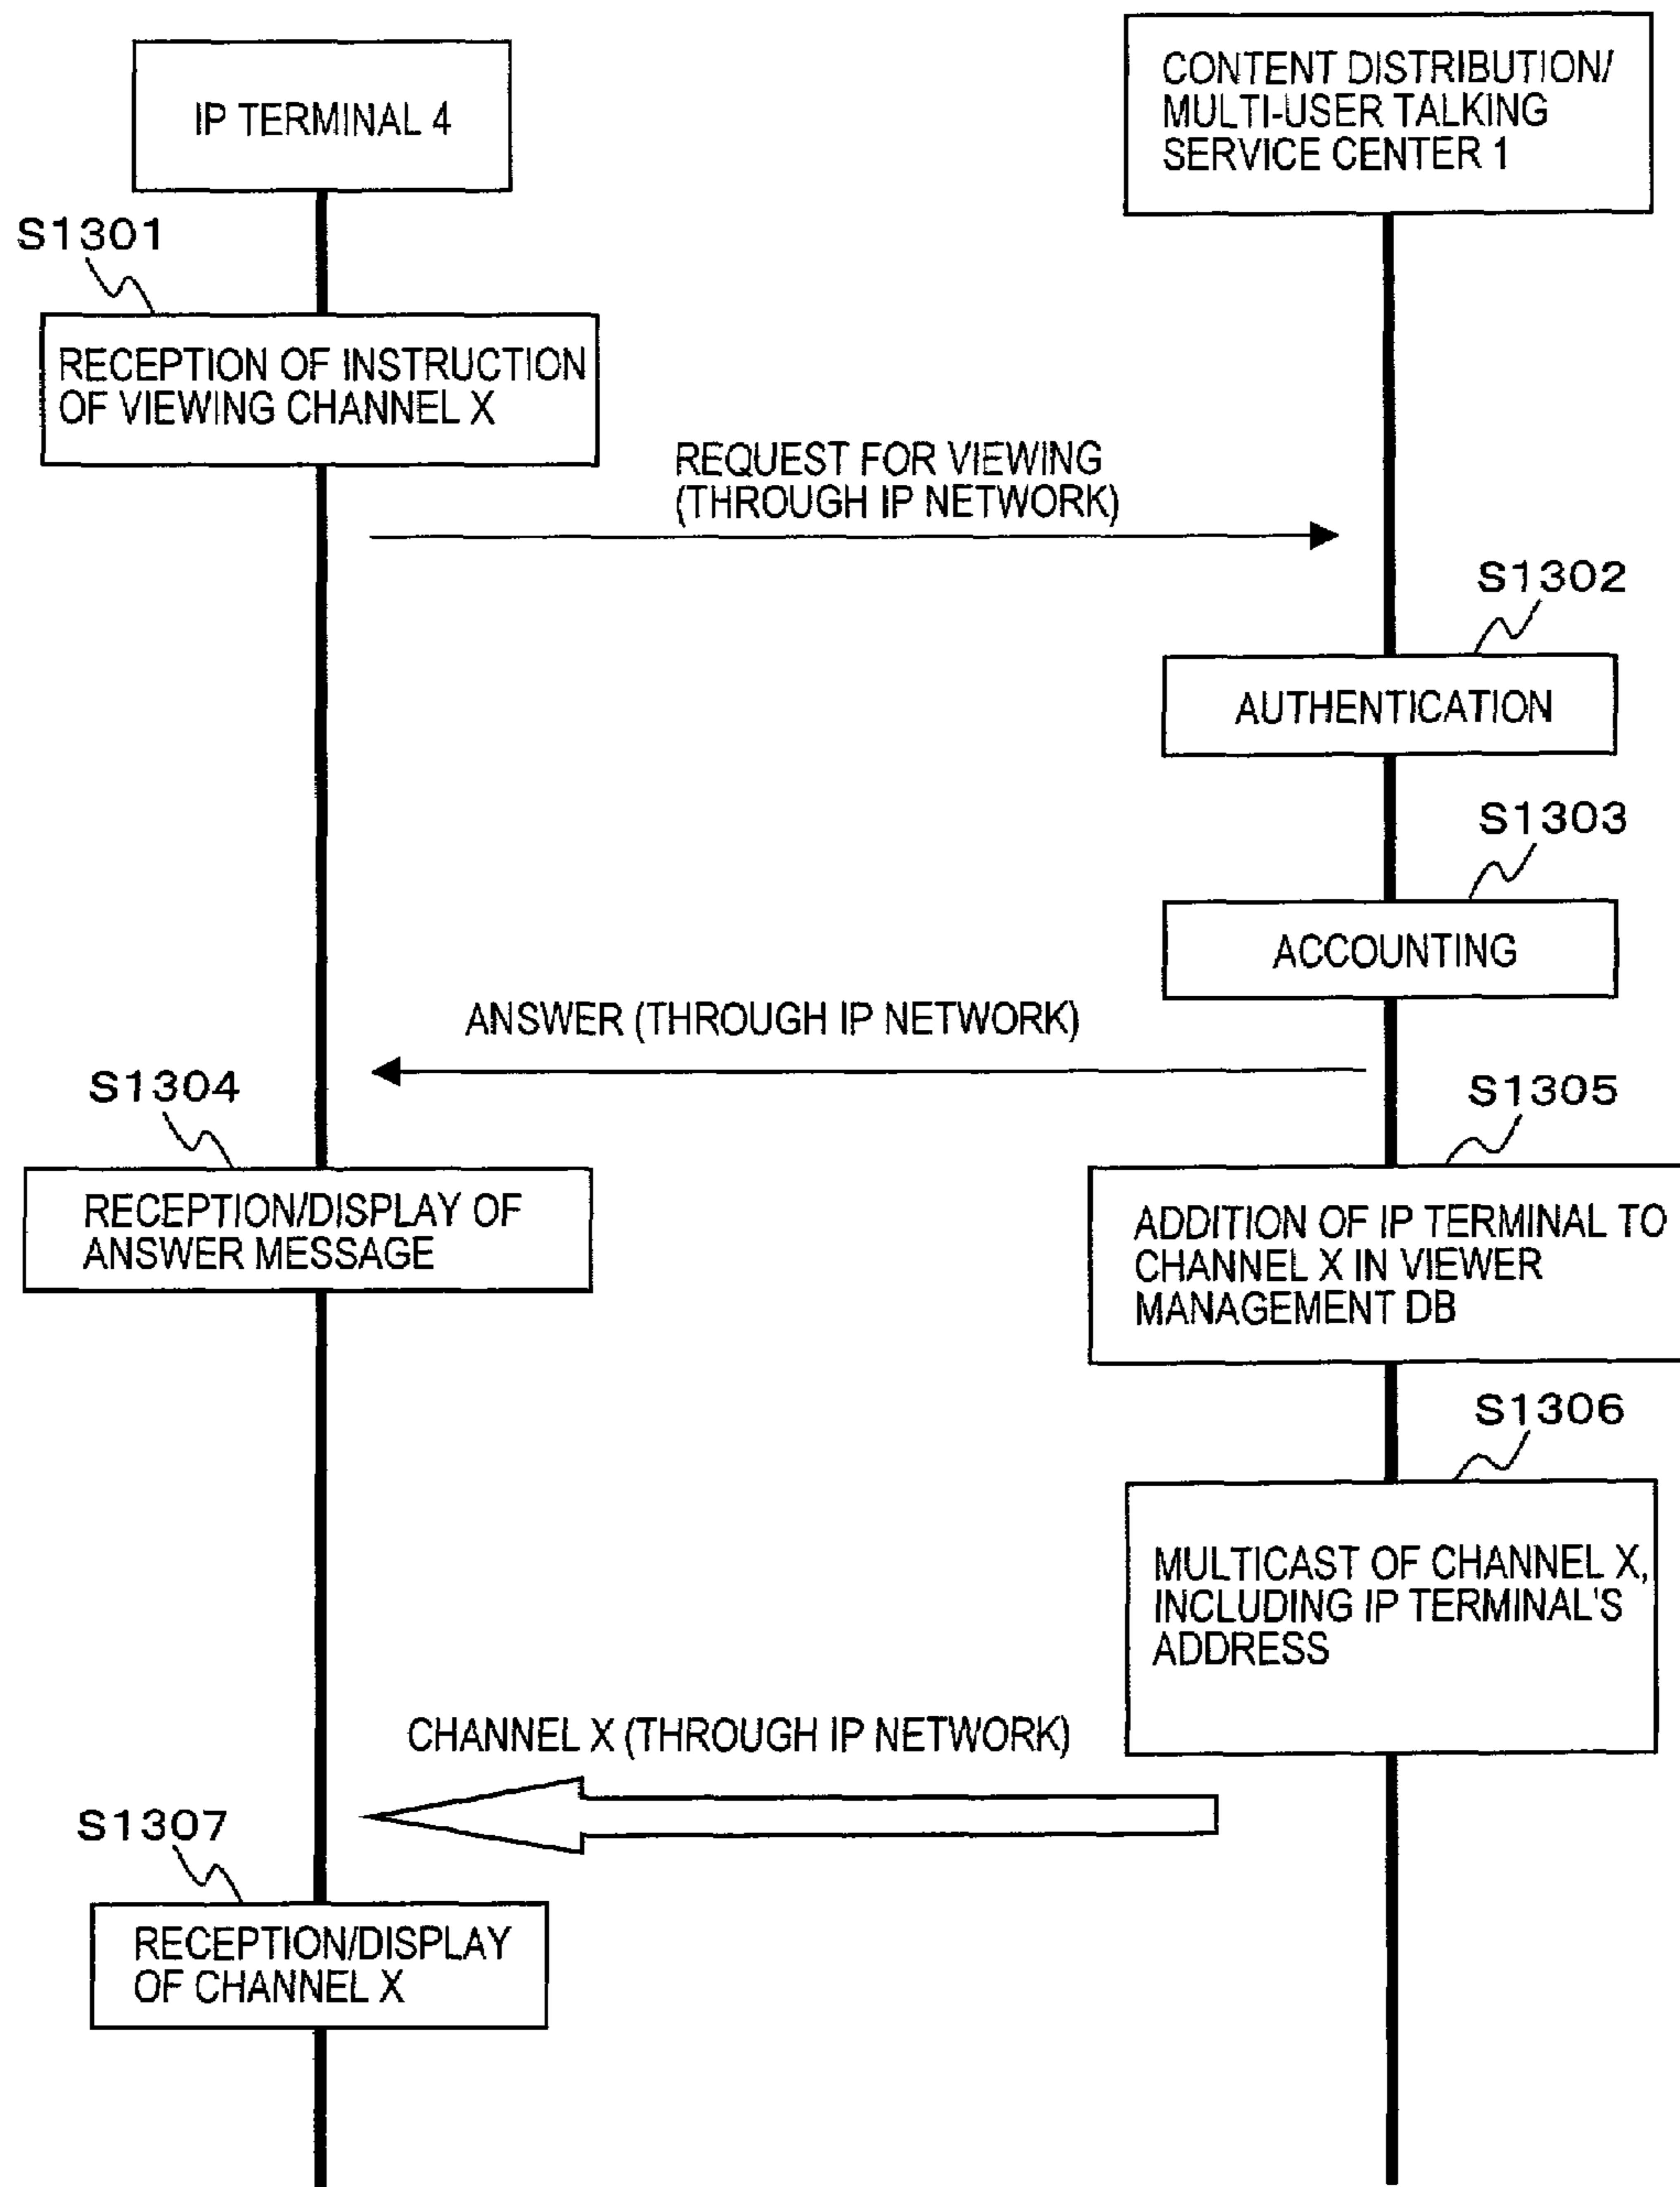 IP TERMINAL 4
CONTENT DISTRIBUTION/
MULTI-USER TALKING
SERVICE CENTER 1
S1301
RECEPTION OF INSTRUCTION
OF VIEWING CHANNEL X
REQUEST FOR VIEWING
(THROUGH IP NETWORK)
S1302
AUTHENTICATION
S1303
ACCOUNTING
ANSWER (THROUGH IP NETWORK)
S1304
RECEPTION/DISPLAY OF
ANSWER MESSAGE
S1305
ADDITION OF IP TERMINAL TO
CHANNEL X IN VIEWER
MANAGEMENT DB
S1306
MULTICAST OF CHANNEL X,
INCLUDING IP TERMINAL'S
ADDRESS
CHANNEL X (THROUGH IP NETWORK)
S1307
RECEPTION/DISPLAY
OF CHANNEL X